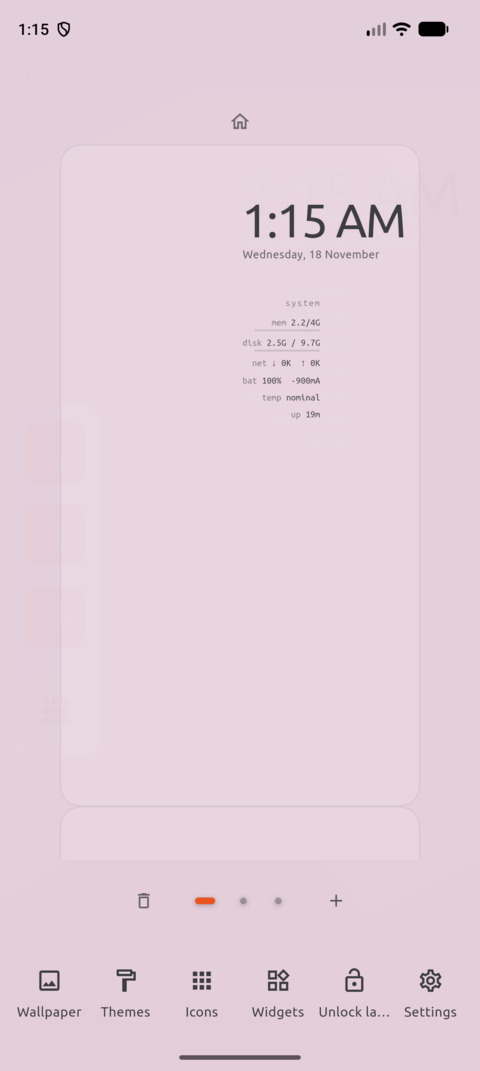 1:15
1:15 AM
Wednesday, 18 November
system
mem 2.2/4G
disk 2.5G / 9.7G
net ↓ 0K ↑ 0K
bat 100% -900mA
temp nominal
up 19m
Wallpaper Themes Icons Widgets Unlock la... Settings